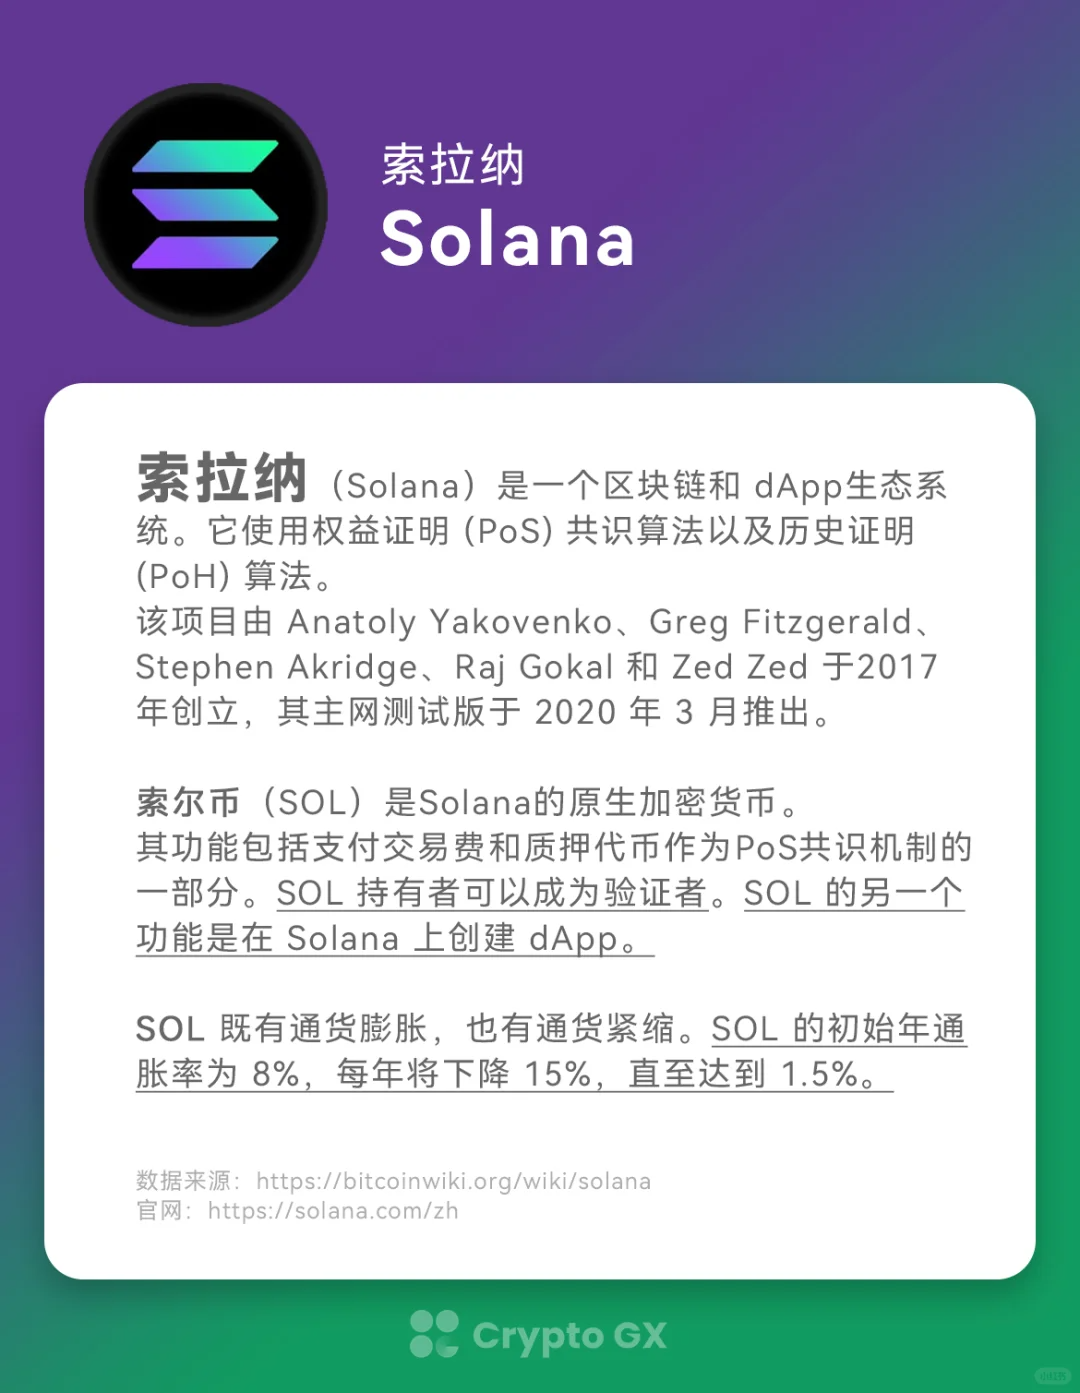 索拉纳
Solana
索拉纳（Solana）是一个区块链和 dApp生态系
统。它使用权益证明 (PoS) 共识算法以及历史证明
(PoH) 算法。
该项目由 Anatoly Yakovenko、Greg Fitzgerald、
Stephen Akridge、Raj Gokal 和 Zed Zed 于2017
年创立，其主网测试版于 2020 年 3 月推出。
索尔币（SOL）是Solana的原生加密货币。
其功能包括支付交易费和质押代币作为PoS共识机制的
一部分。SOL 持有者可以成为验证者。SOL 的另一个
功能是在 Solana 上创建 dApp。
SOL 既有通货膨胀，也有通货紧缩。SOL 的初始年通
胀率为 8%，每年将下降 15%，直至达到 1.5%。
数据来源：https://bitcoinwiki.org/wiki/solana
官网：https://solana.com/zh
Crypto GX
小红书